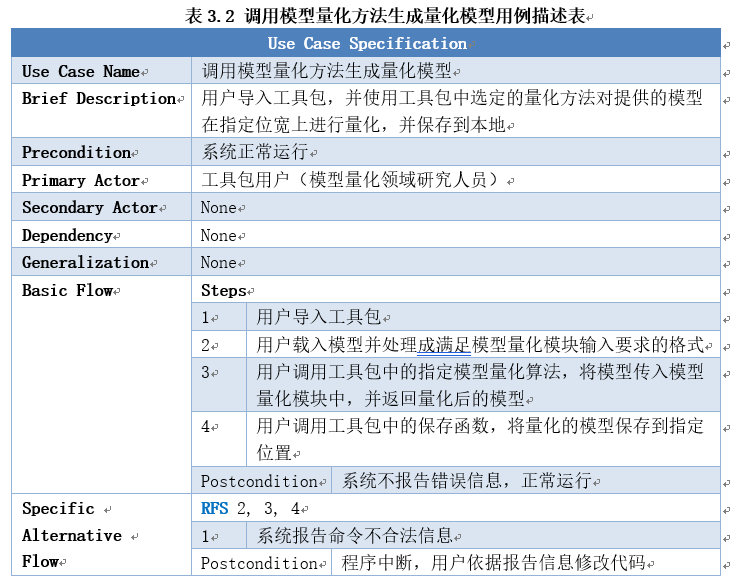 表 3.2 调用模型量化方法生成量化模型用例描述表
Use Case Specification
Use Case Name 调用模型量化方法生成量化模型
Brief Description 用户导入工具包，并使用工具包中选定的量化方法对提供的模型
在指定位宽上进行量化，并保存到本地
Precondition 系统正常运行
Primary Actor 工具包用户（模型量化领域研究人员）
Secondary Actor None
Dependency None
Generalization None
Basic Flow Steps
1 用户导入工具包
2 用户载入模型并处理成满足模型量化模块输入要求的格式
3 用户调用工具包中的指定模型量化算法，将模型传入模型
量化模块中，并返回量化后的模型
4 用户调用工具包中的保存函数，将量化的模型保存到指定
位置
Postcondition 系统不报告错误信息，正常运行
Specific RFS 2, 3, 4
Alternative 1 系统报告命令不合法信息
Flow Postcondition 程序中断，用户依据报告信息修改代码